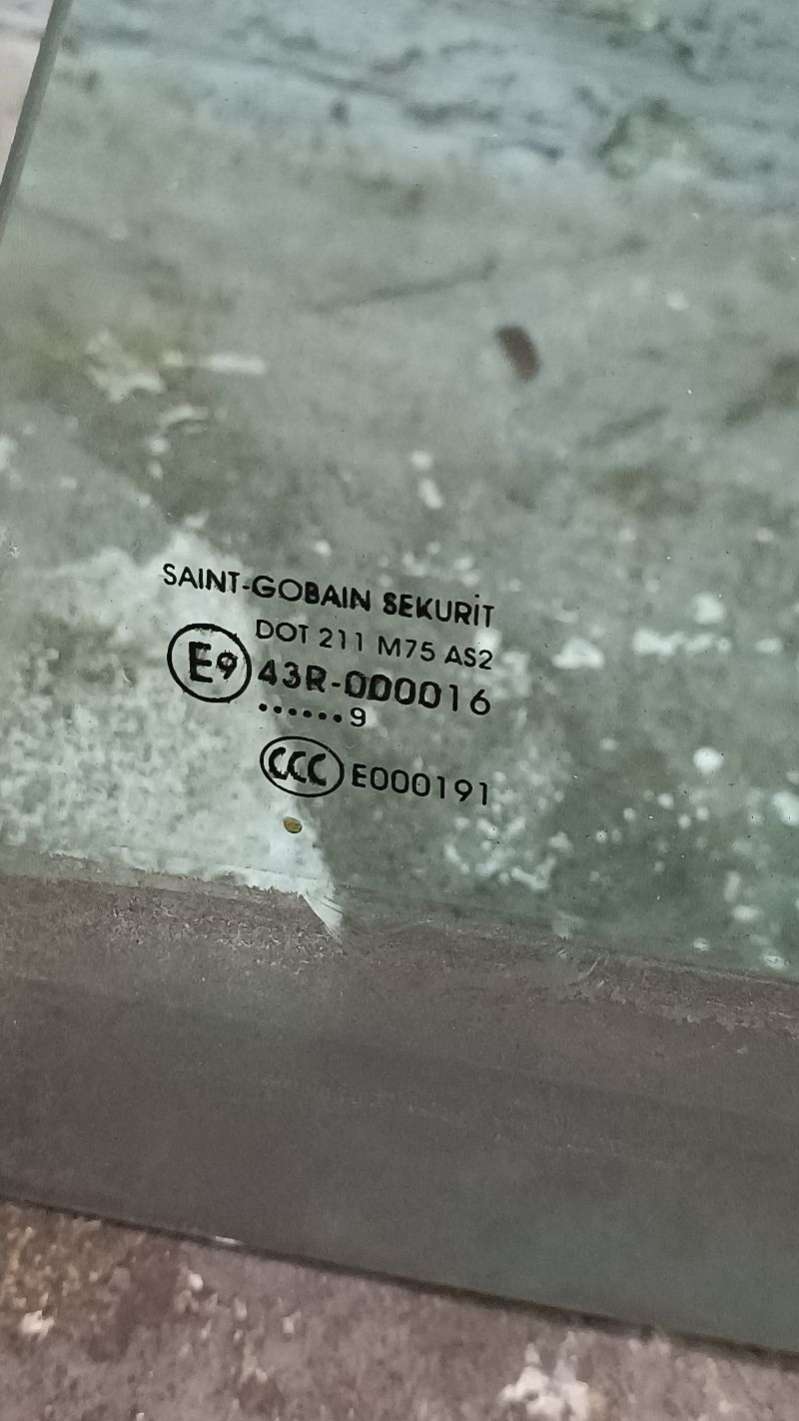 SAINT-GOBAIN SEKURIT
DOT 211 M75 AS2
E9 43R-000016
......9
CCC E000191